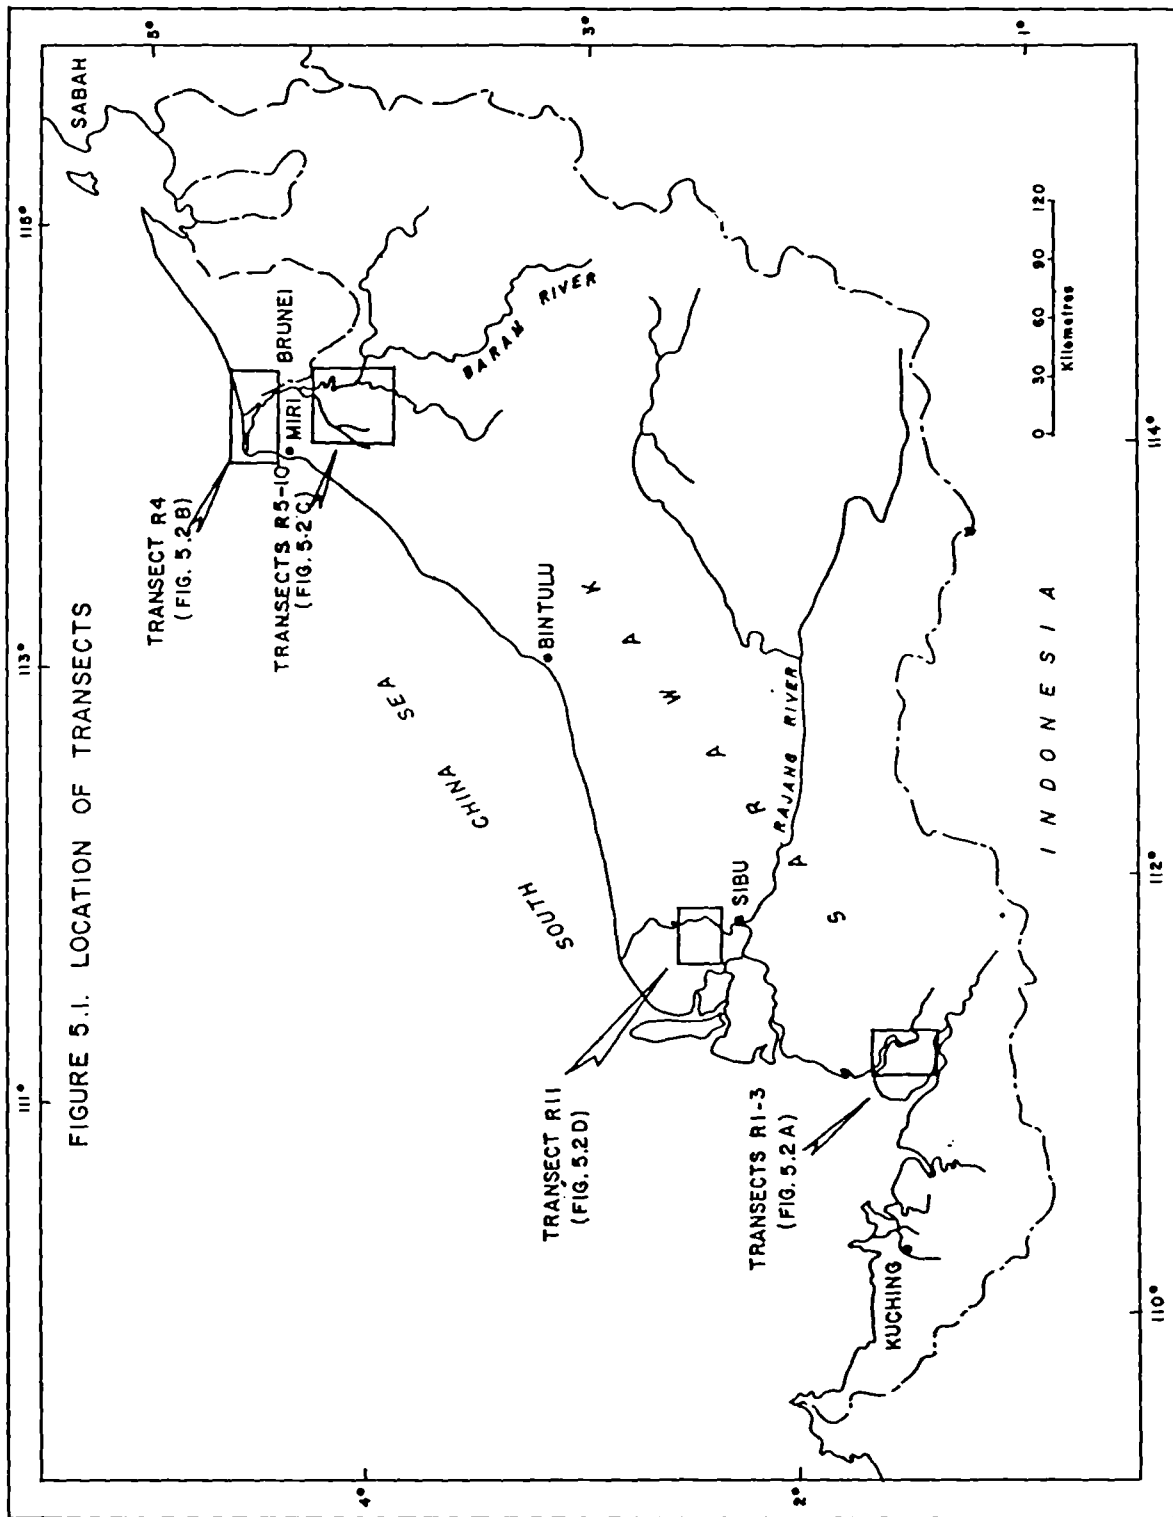 FIGURE 5.1. LOCATION OF TRANSECTS
111°
113°
115°
5°
3°
1°
4°
2°
110°
112°
114°
SABAH
BRUNEI
MIRI
TRANSECT R4
(FIG. 5.2B)
TRANSECTS R5-10
(FIG. 5.2C)
BARAM RIVER
BINTULU
SOUTH CHINA SEA
SARAWAK
RAJANG RIVER
SIBU
TRANSECT R11
(FIG. 5.2D)
TRANSECTS R1-3
(FIG. 5.2A)
KUCHING
INDONESIA
0 30 60 90 120
Kilometres